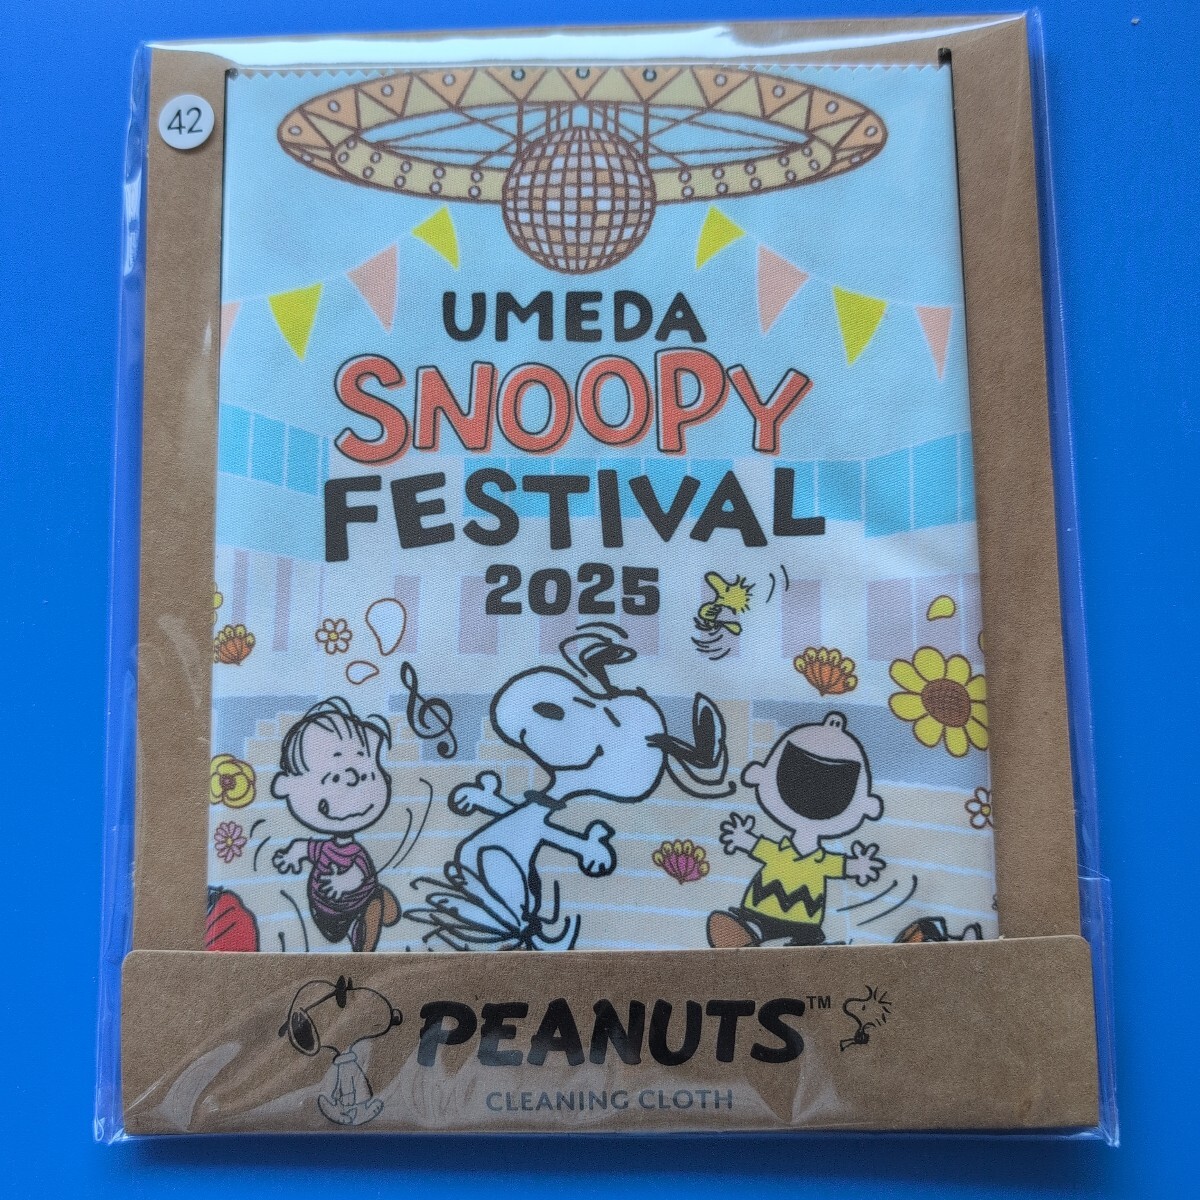 42
UMEDA
SNOOPY
FESTIVAL
2025
PEANUTS™
CLEANING CLOTH